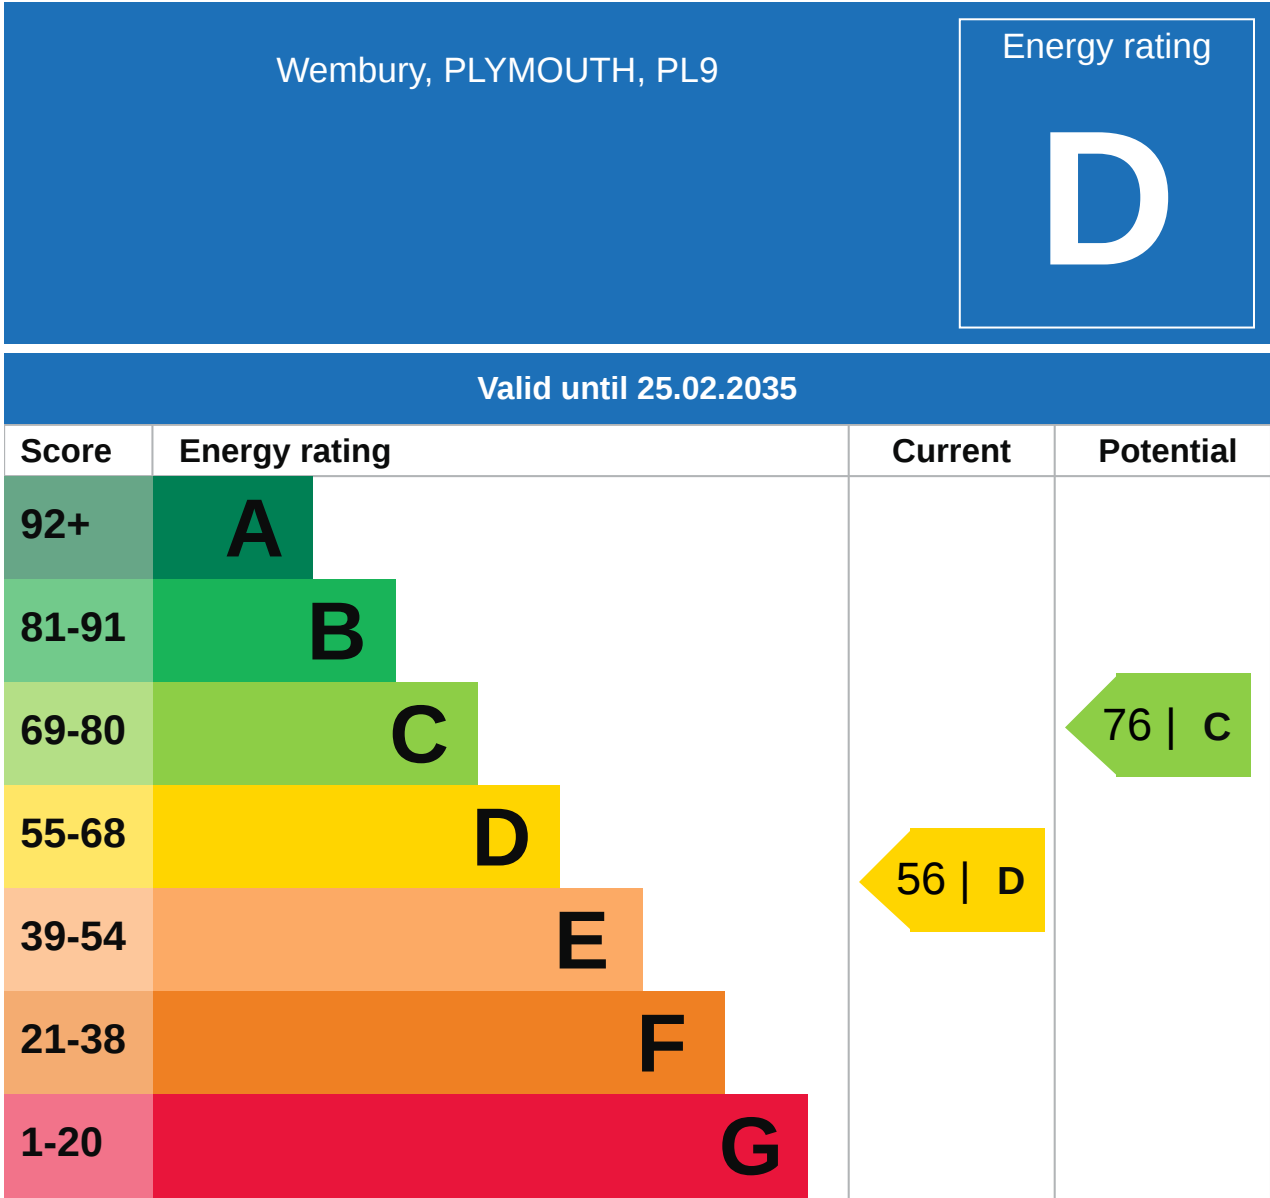 Wembury, PLYMOUTH, PL9
Energy rating
D
Valid until 25.02.2035
Score Energy rating Current Potential
92+ A
81-91 B
69-80 C
76 | C
55-68 D
56 | D
39-54 E
21-38 F
1-20 G